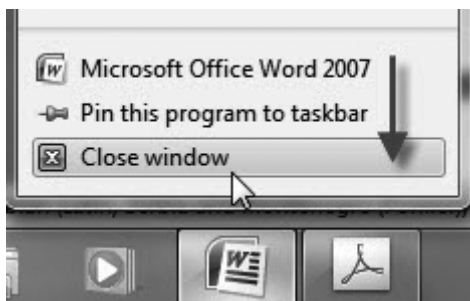 Microsoft Office Word 2007
Pin this program to taskbar
Close window